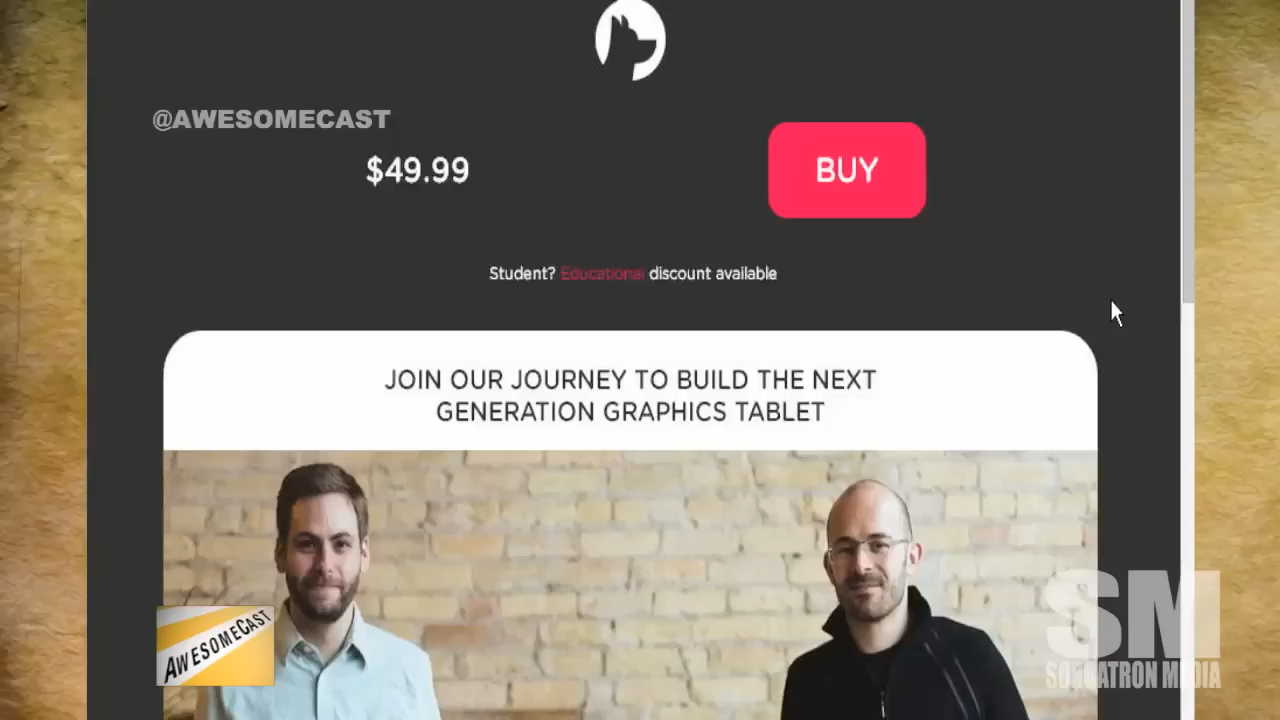 @AWESOMECAST
$49.99
BUY
Student? Educational discount available
JOIN OUR JOURNEY TO BUILD THE NEXT
GENERATION GRAPHICS TABLET
AWESOMECAST
SM
SORGATRON MEDIA